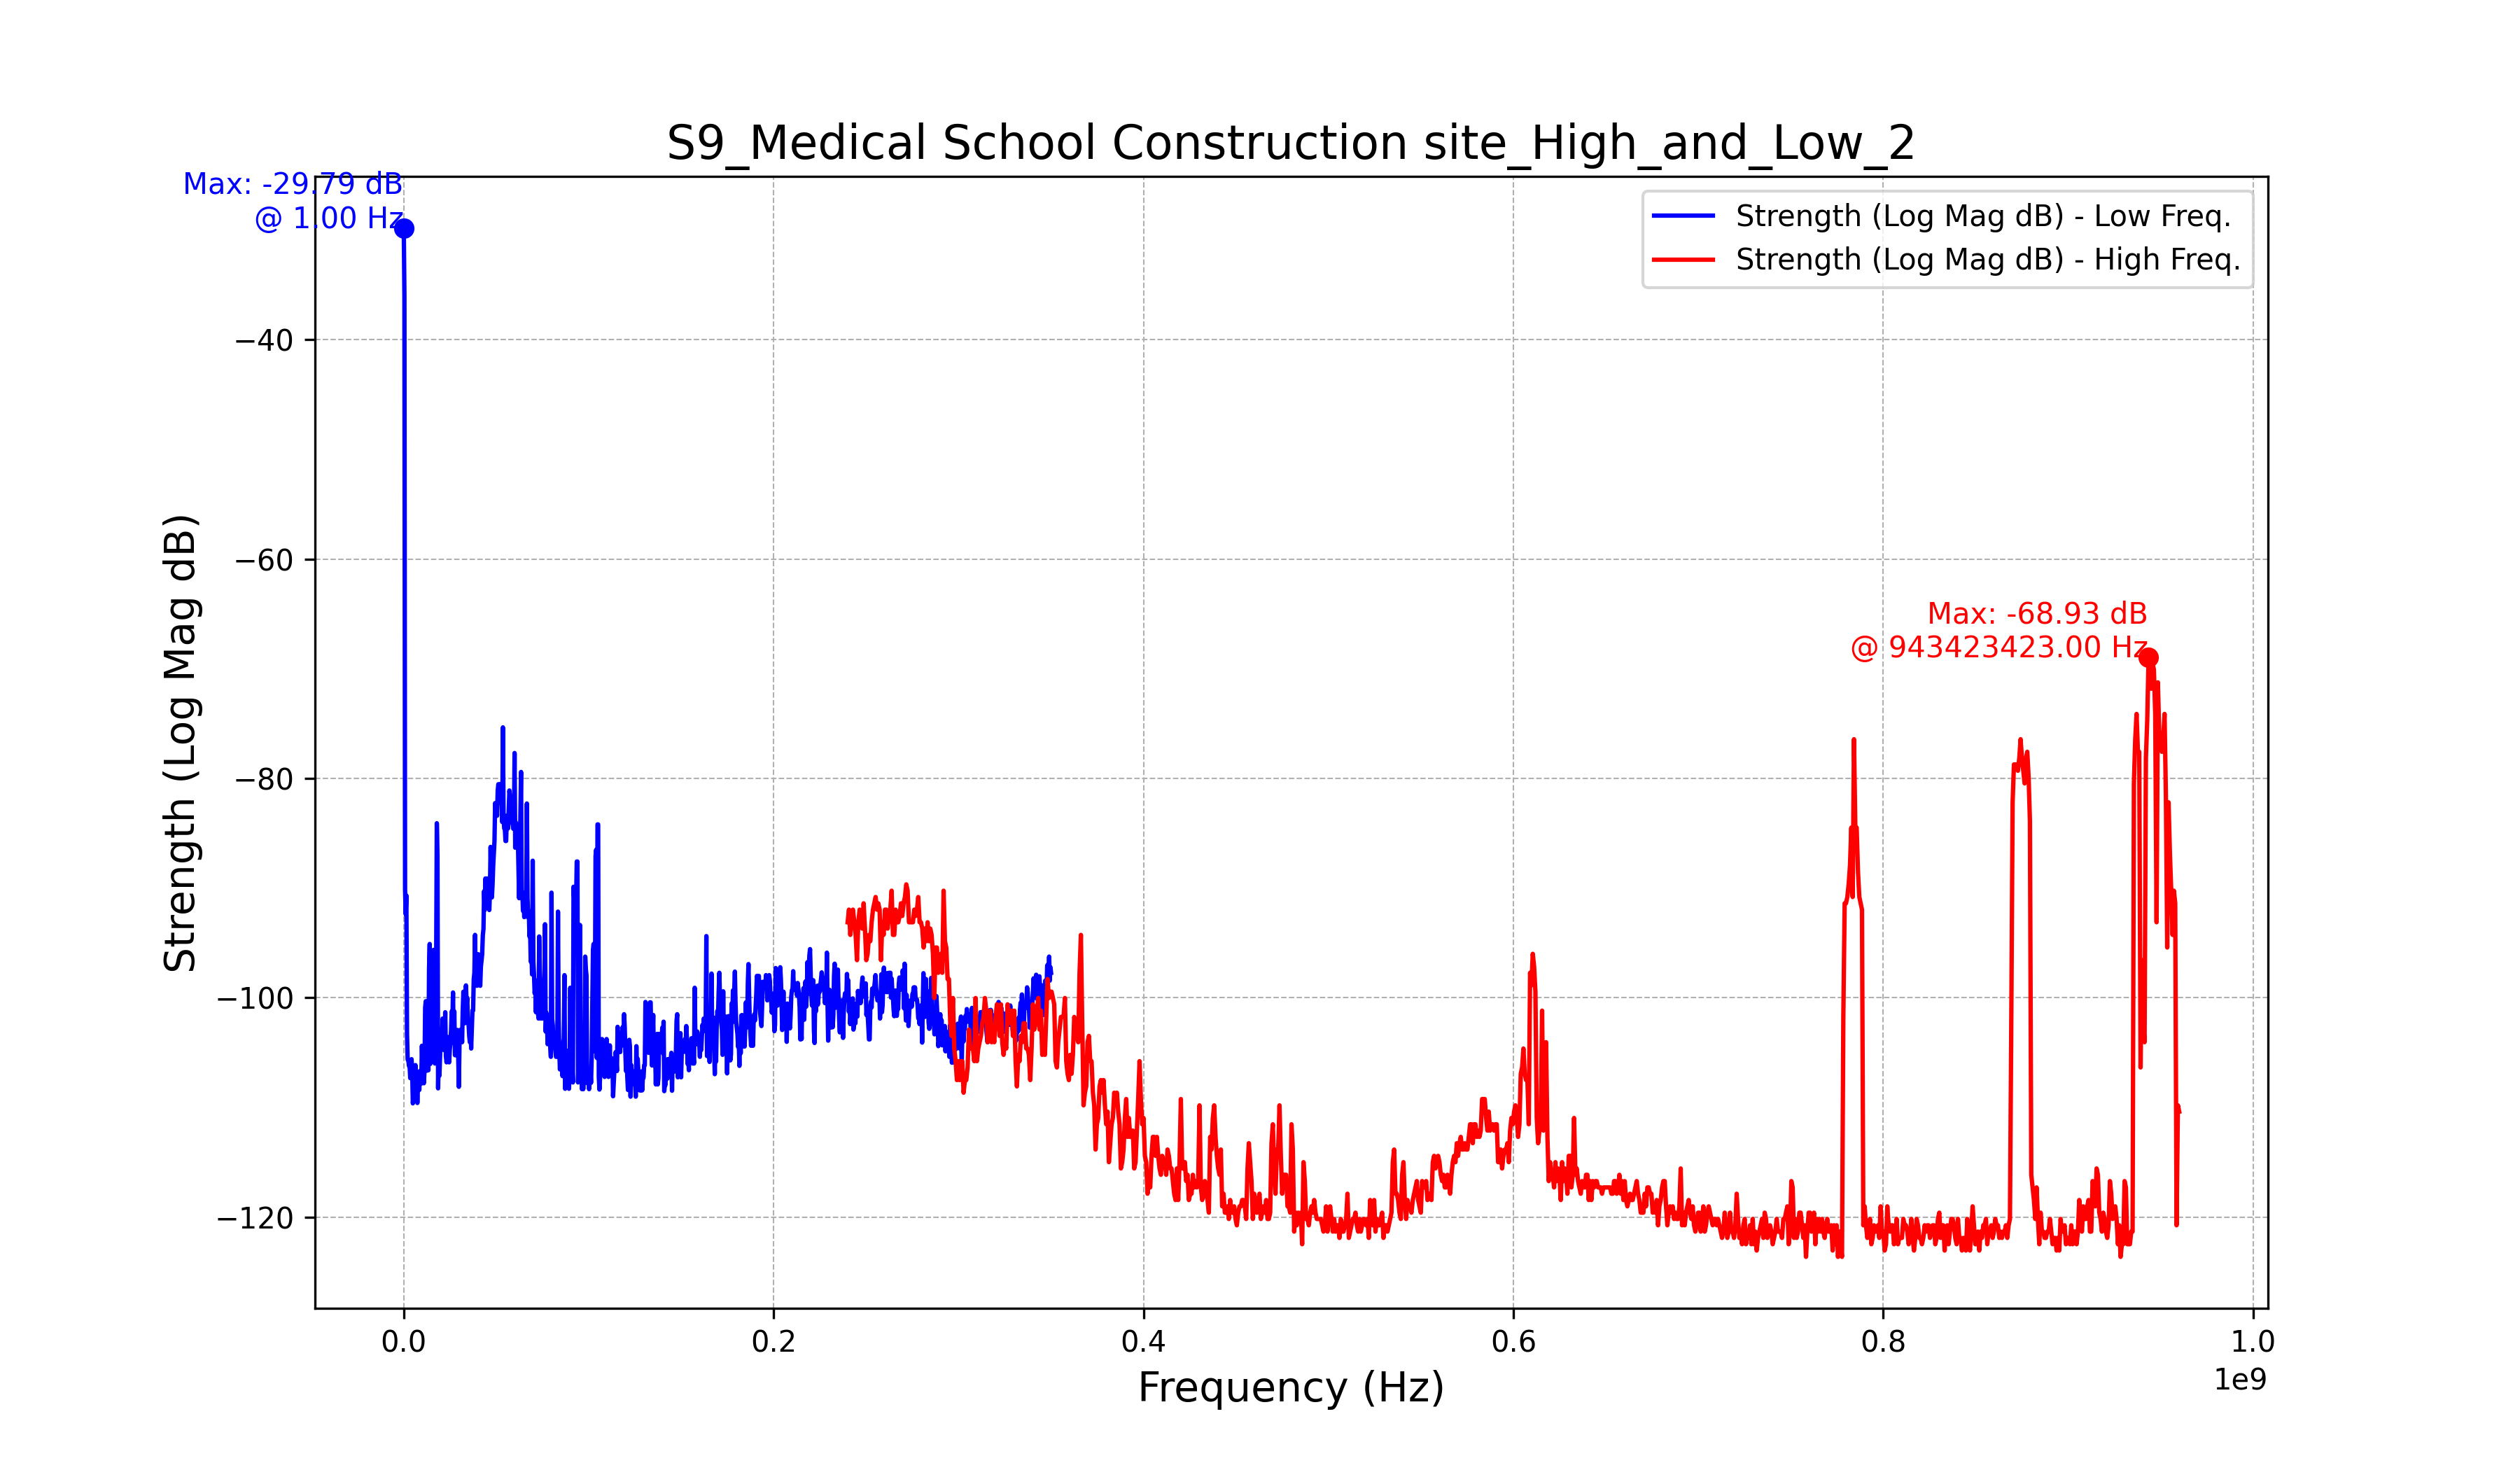 S9_Medical School Construction site_High_and_Low_2
Max: -29.79 dB
@ 1.00 Hz
Strength (Log Mag dB) - Low Freq.
Strength (Log Mag dB) - High Freq.
−40
−60
−80
−100
−120
Strength (Log Mag dB)
Max: -68.93 dB
@ 943423423.00 Hz
0.0 0.2 0.4 0.6 0.8 1.0
1e9
Frequency (Hz)